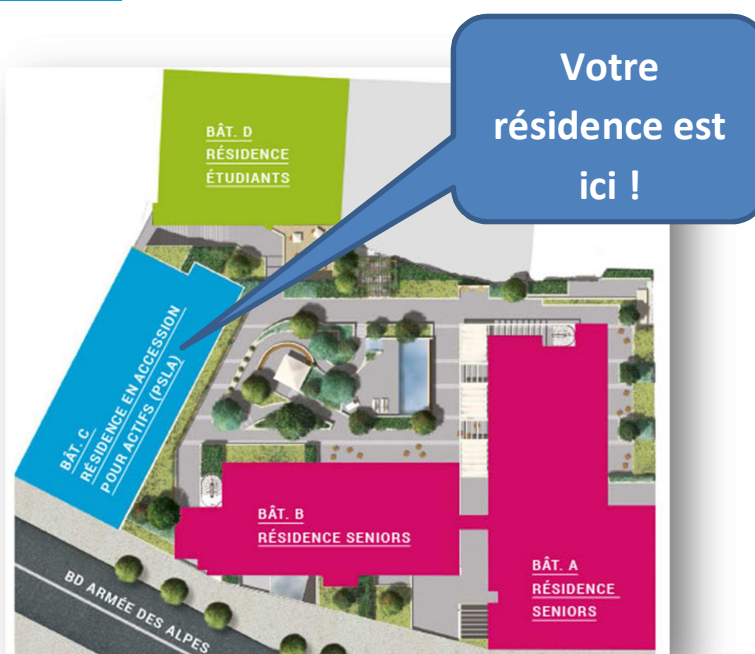 Votre
résidence est
ici !
BÂT. D
RÉSIDENCE
ÉTUDIANTS
BÂT. C
RÉSIDENCE EN ACCESSION
POUR ACTIFS (PSLA)
BÂT. B
RÉSIDENCE SENIORS
BÂT. A
RÉSIDENCE
SENIORS
BD ARMÉE DES ALPES